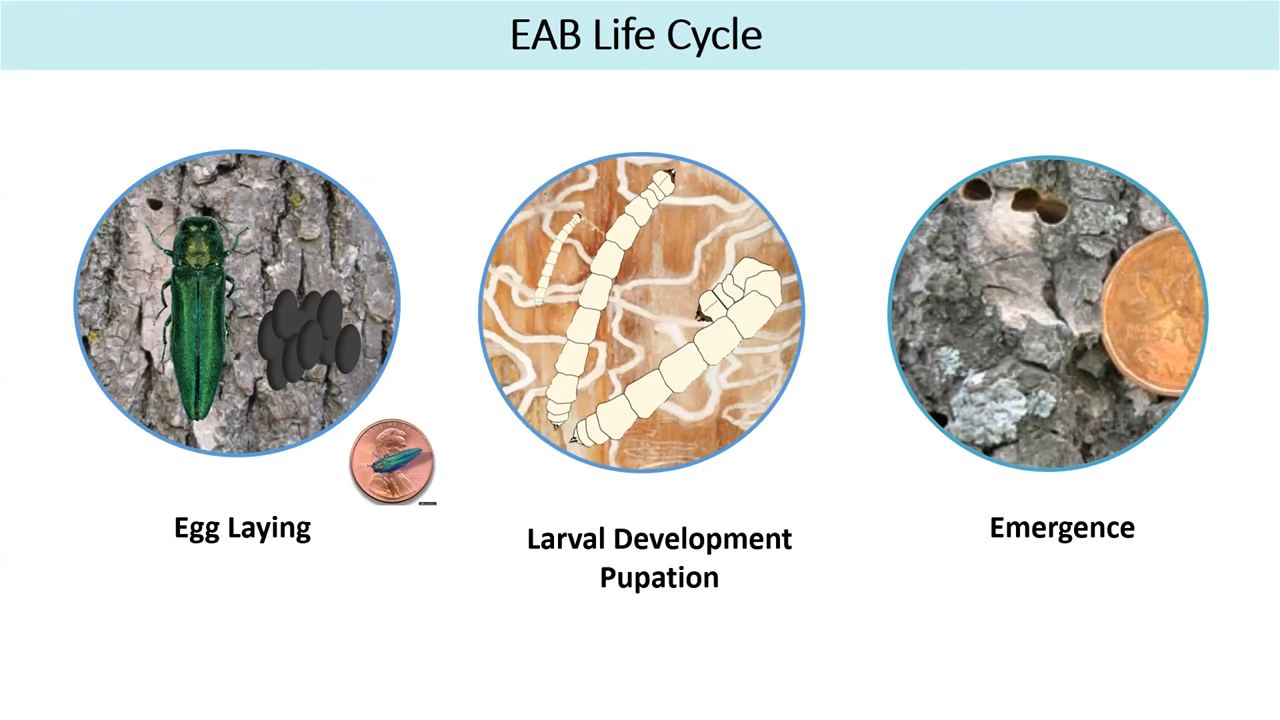 EAB Life Cycle
Egg Laying
Larval Development
Pupation
Emergence